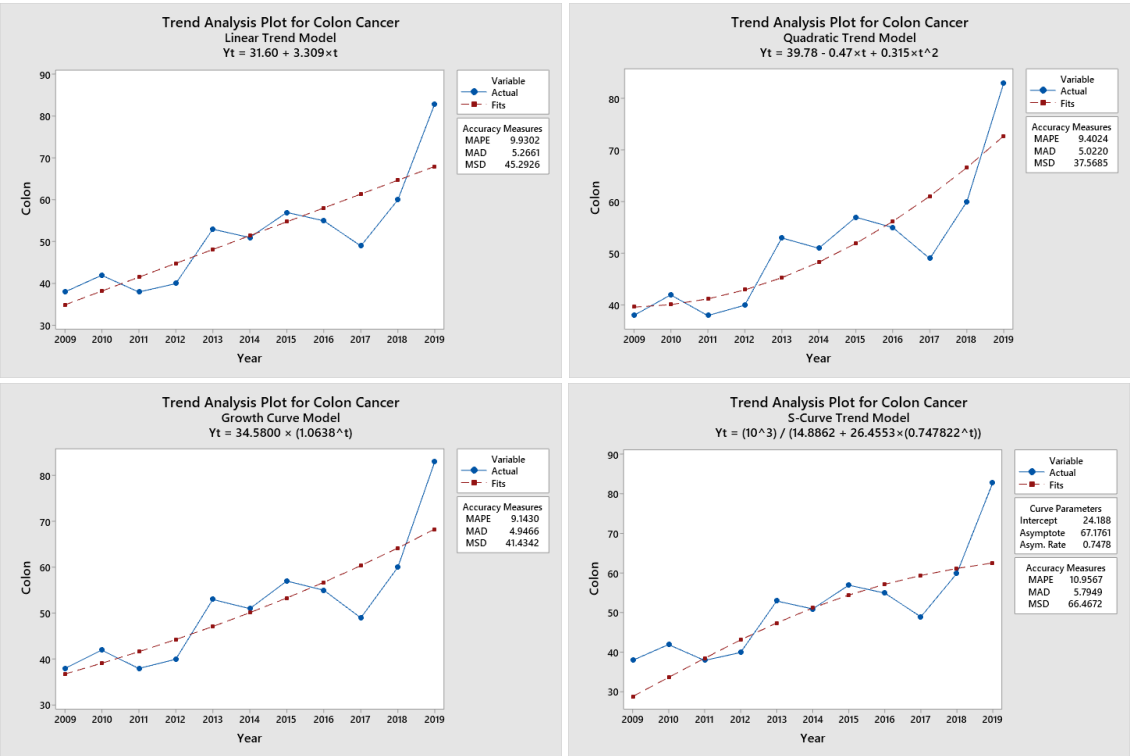 Trend Analysis Plot for Colon Cancer
Linear Trend Model
Yt = 31.60 + 3.309×t
90
80
70
60
50
40
30
Colon
2009 2010 2011 2012 2013 2014 2015 2016 2017 2018 2019
Year
Variable
Actual
Fits
Accuracy Measures
MAPE 9.9302
MAD 5.2661
MSD 45.2926
Trend Analysis Plot for Colon Cancer
Quadratic Trend Model
Yt = 39.78 - 0.47×t + 0.315×t^2
80
70
60
50
40
Colon
2009 2010 2011 2012 2013 2014 2015 2016 2017 2018 2019
Year
Variable
Actual
Fits
Accuracy Measures
MAPE 9.4024
MAD 5.0220
MSD 37.5685
Trend Analysis Plot for Colon Cancer
Growth Curve Model
Yt = 34.5800 × (1.0638^t)
80
70
60
50
40
30
Colon
2009 2010 2011 2012 2013 2014 2015 2016 2017 2018 2019
Year
Variable
Actual
Fits
Accuracy Measures
MAPE 9.1430
MAD 4.9466
MSD 41.4342
Trend Analysis Plot for Colon Cancer
S-Curve Trend Model
Yt = (10^3) / (14.8862 + 26.4553×(0.747822^t))
90
80
70
60
50
40
30
Colon
2009 2010 2011 2012 2013 2014 2015 2016 2017 2018 2019
Year
Variable
Actual
Fits
Curve Parameters
Intercept 24.188
Asymptote 67.1761
Asym. Rate 0.7478
Accuracy Measures
MAPE 10.9567
MAD 5.7949
MSD 66.4672